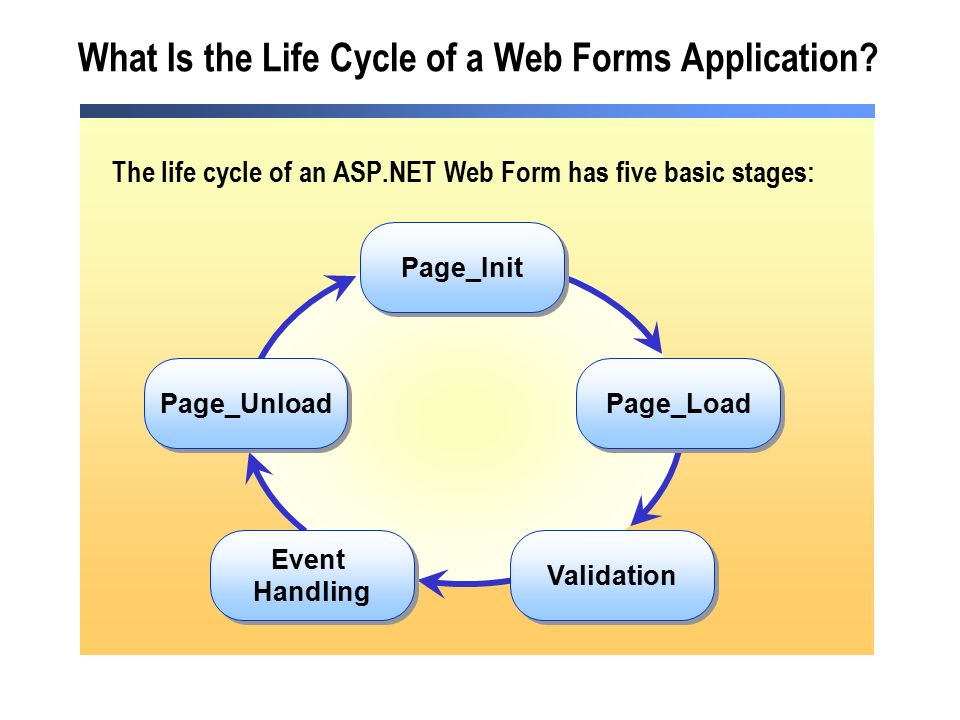 What Is the Life Cycle of a Web Forms Application?
The life cycle of an ASP.NET Web Form has five basic stages:
Page_Init
Page_Load
Validation
Event
Handling
Page_Unload